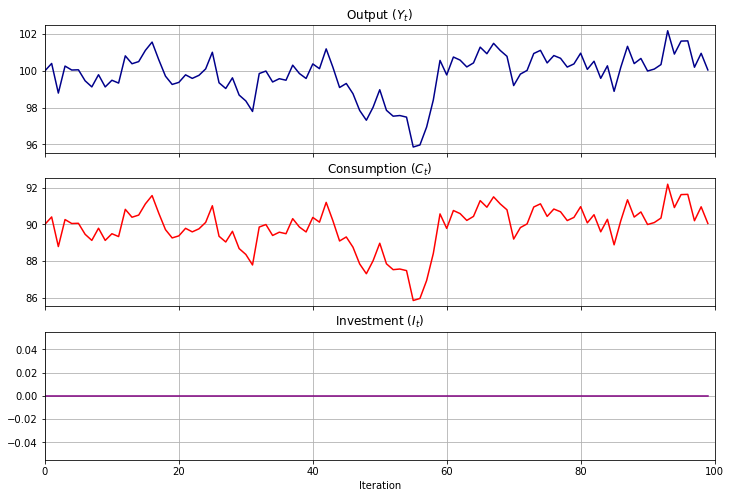 Output (Y_t)
102
100
98
96
Consumption (C_t)
92
90
88
86
Investment (I_t)
0.04
0.02
0.00
−0.02
−0.04
0 20 40 60 80 100
Iteration